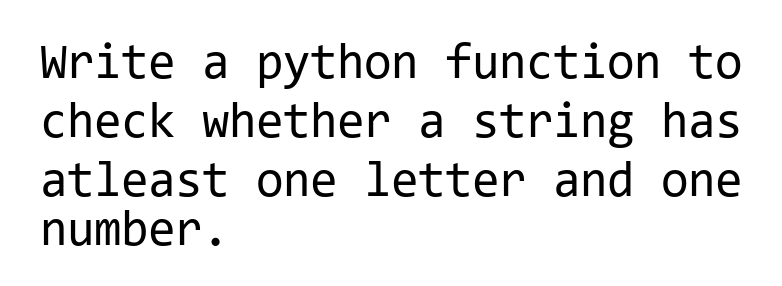 Write a python function to
check whether a string has
atleast one letter and one
number.